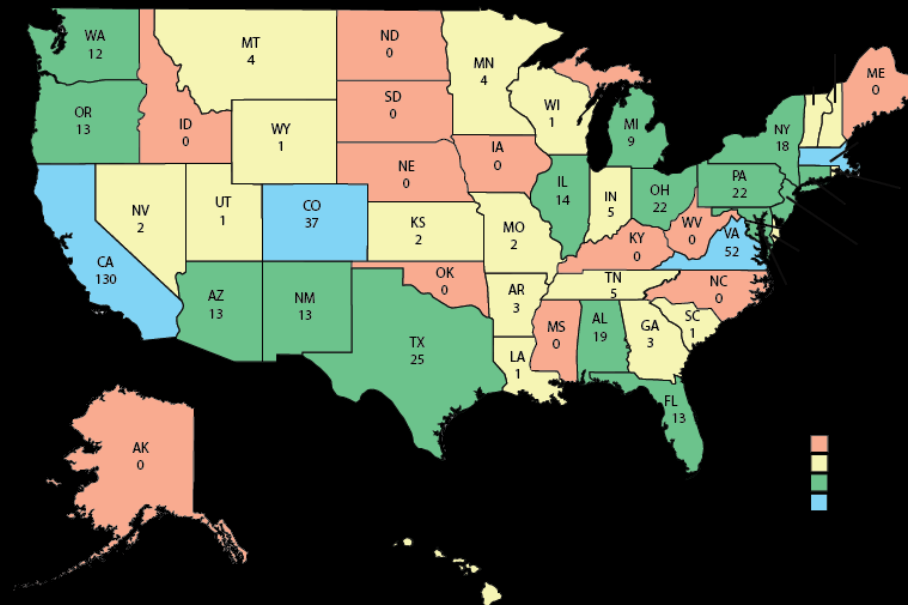 WA
12
MT
4
ND
0
MN
4
ME
0
OR
13
ID
0
WY
1
SD
0
WI
1
MI
9
NY
18
NV
2
UT
1
CO
37
NE
0
IA
0
IL
14
IN
5
OH
22
PA
22
CA
130
KS
2
MO
2
KY
0
WV
0
VA
52
AZ
13
NM
13
OK
0
AR
3
TN
5
NC
0
TX
25
LA
1
MS
0
AL
19
GA
3
SC
1
FL
13
AK
0